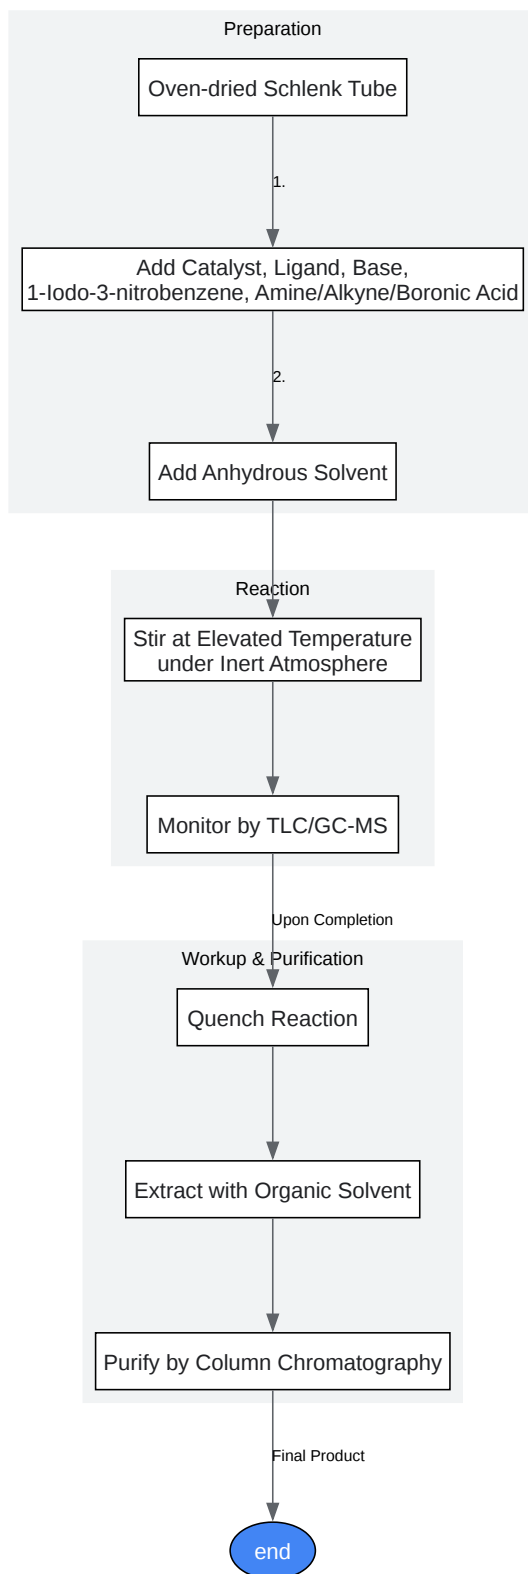 Preparation
Oven-dried Schlenk Tube
1.
Add Catalyst, Ligand, Base,
1-Iodo-3-nitrobenzene, Amine/Alkyne/Boronic Acid
2.
Add Anhydrous Solvent
Reaction
Stir at Elevated Temperature
under Inert Atmosphere
Monitor by TLC/GC-MS
Upon Completion
Workup & Purification
Quench Reaction
Extract with Organic Solvent
Purify by Column Chromatography
Final Product
end